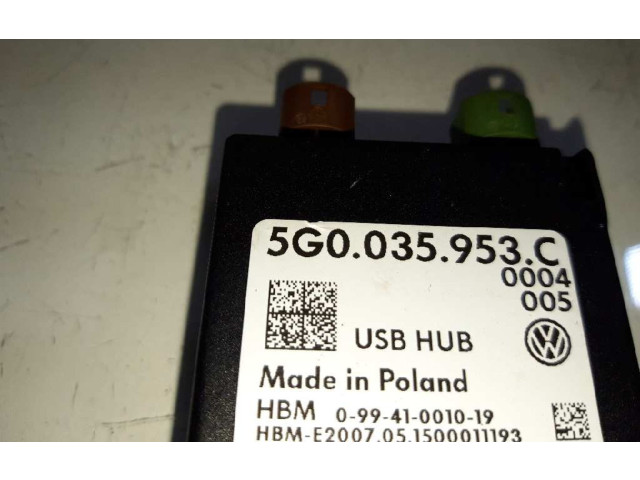 5G0.035.953.C
0004
005
USB HUB
Made in Poland
HBM 0-99-41-0010-19
HBM-E2007.05.1500011193